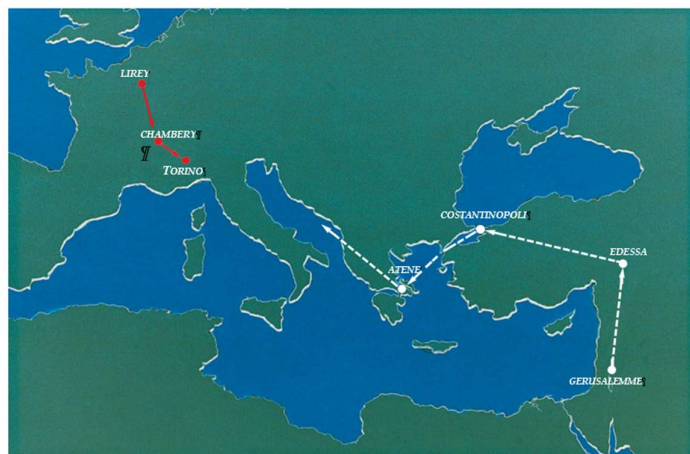 LIREY
CHAMBERY¶
¶
TORINO
COSTANTINOPOLI
EDESSA
ATENE
GERUSALEMME